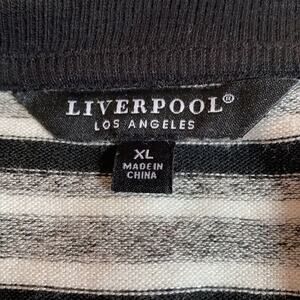 LIVERPOOL®
LOS ANGELES
XL
MADE IN
CHINA